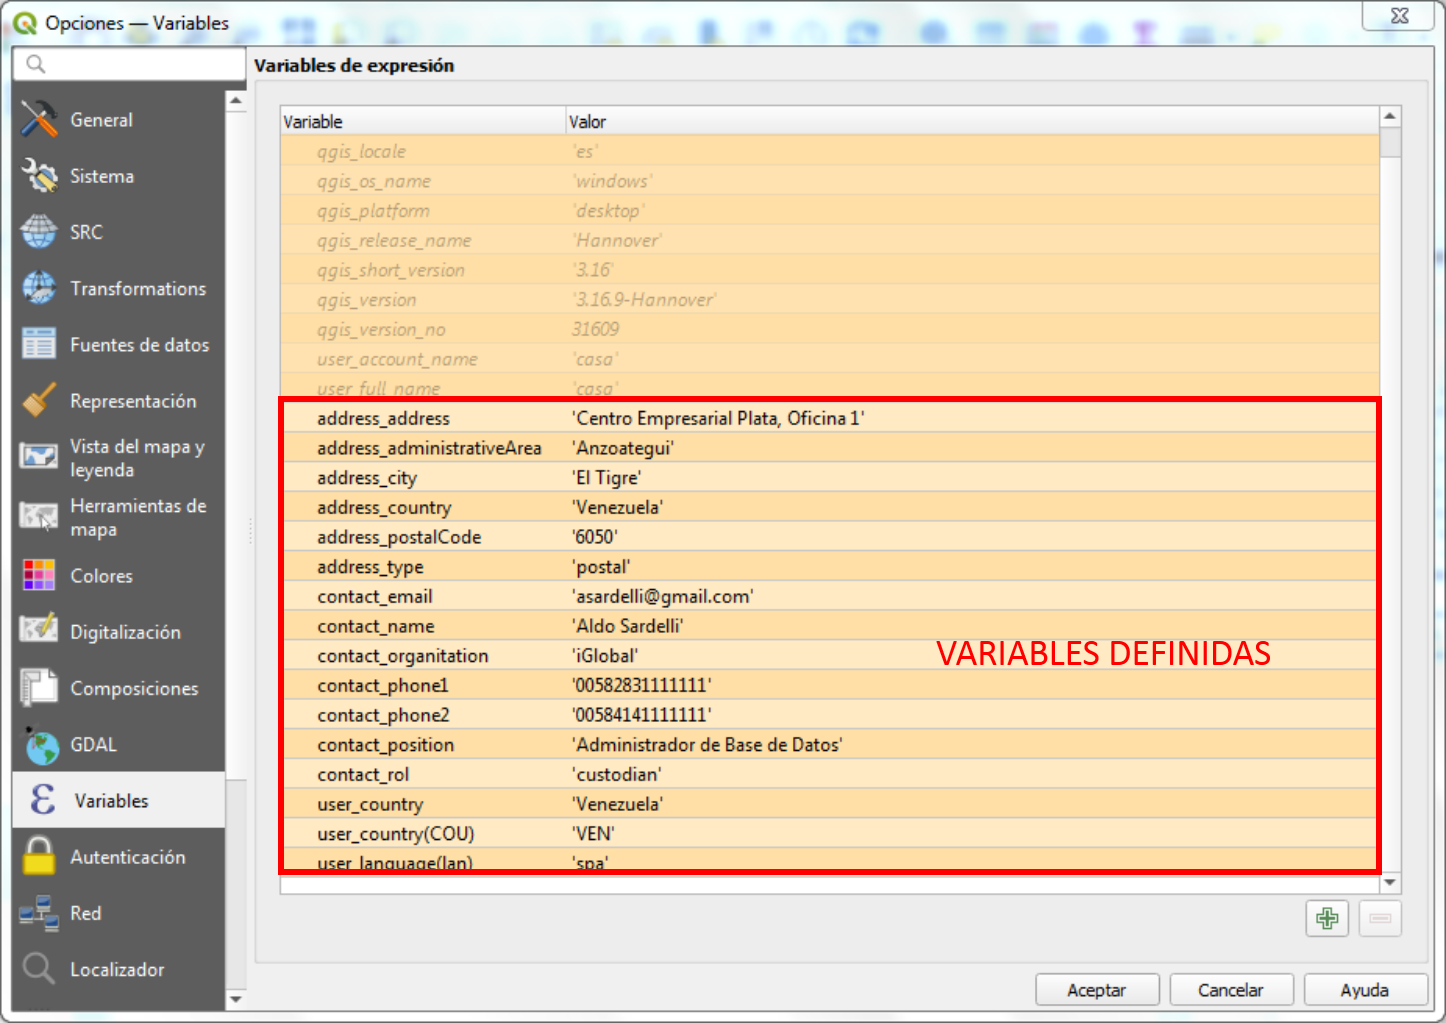 Opciones — Variables
General
Sistema
SRC
Transformations
Fuentes de datos
Representación
Vista del mapa y
leyenda
Herramientas de
mapa
Colores
Digitalización
Composiciones
GDAL
Variables
Autenticación
Red
Localizador
Variables de expresión
Variable Valor
qgis_locale 'es'
qgis_os_name 'windows'
qgis_platform 'desktop'
qgis_release_name 'Hannover'
qgis_short_version '3.16'
qgis_version '3.16.9-Hannover'
qgis_version_no 31609
user_account_name 'casa'
user_full_name 'casa'
address_address 'Centro Empresarial Plata, Oficina 1'
address_administrativeArea 'Anzoategui'
address_city 'El Tigre'
address_country 'Venezuela'
address_postalCode '6050'
address_type 'postal'
contact_email 'asardelli@gmail.com'
contact_name 'Aldo Sardelli'
contact_organitation 'iGlobal'
VARIABLES DEFINIDAS
contact_phone1 '00582831111111'
contact_phone2 '00584141111111'
contact_position 'Administrador de Base de Datos'
contact_rol 'custodian'
user_country 'Venezuela'
user_country(COU) 'VEN'
user_language(lan) 'spa'
Aceptar Cancelar Ayuda